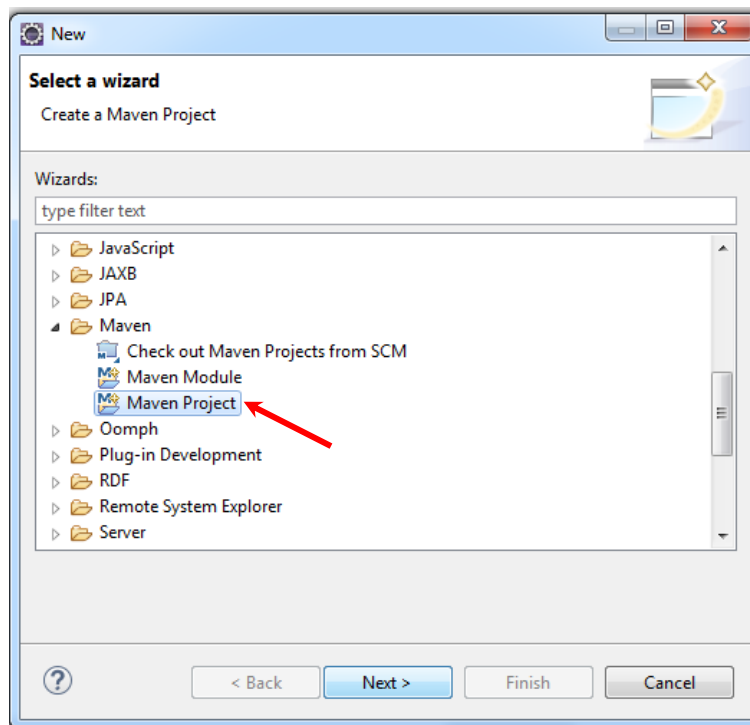 New
Select a wizard
Create a Maven Project
Wizards:
type filter text
JavaScript
JAXB
JPA
Maven
Check out Maven Projects from SCM
Maven Module
Maven Project
Oomph
Plug-in Development
RDF
Remote System Explorer
Server
? < Back Next > Finish Cancel